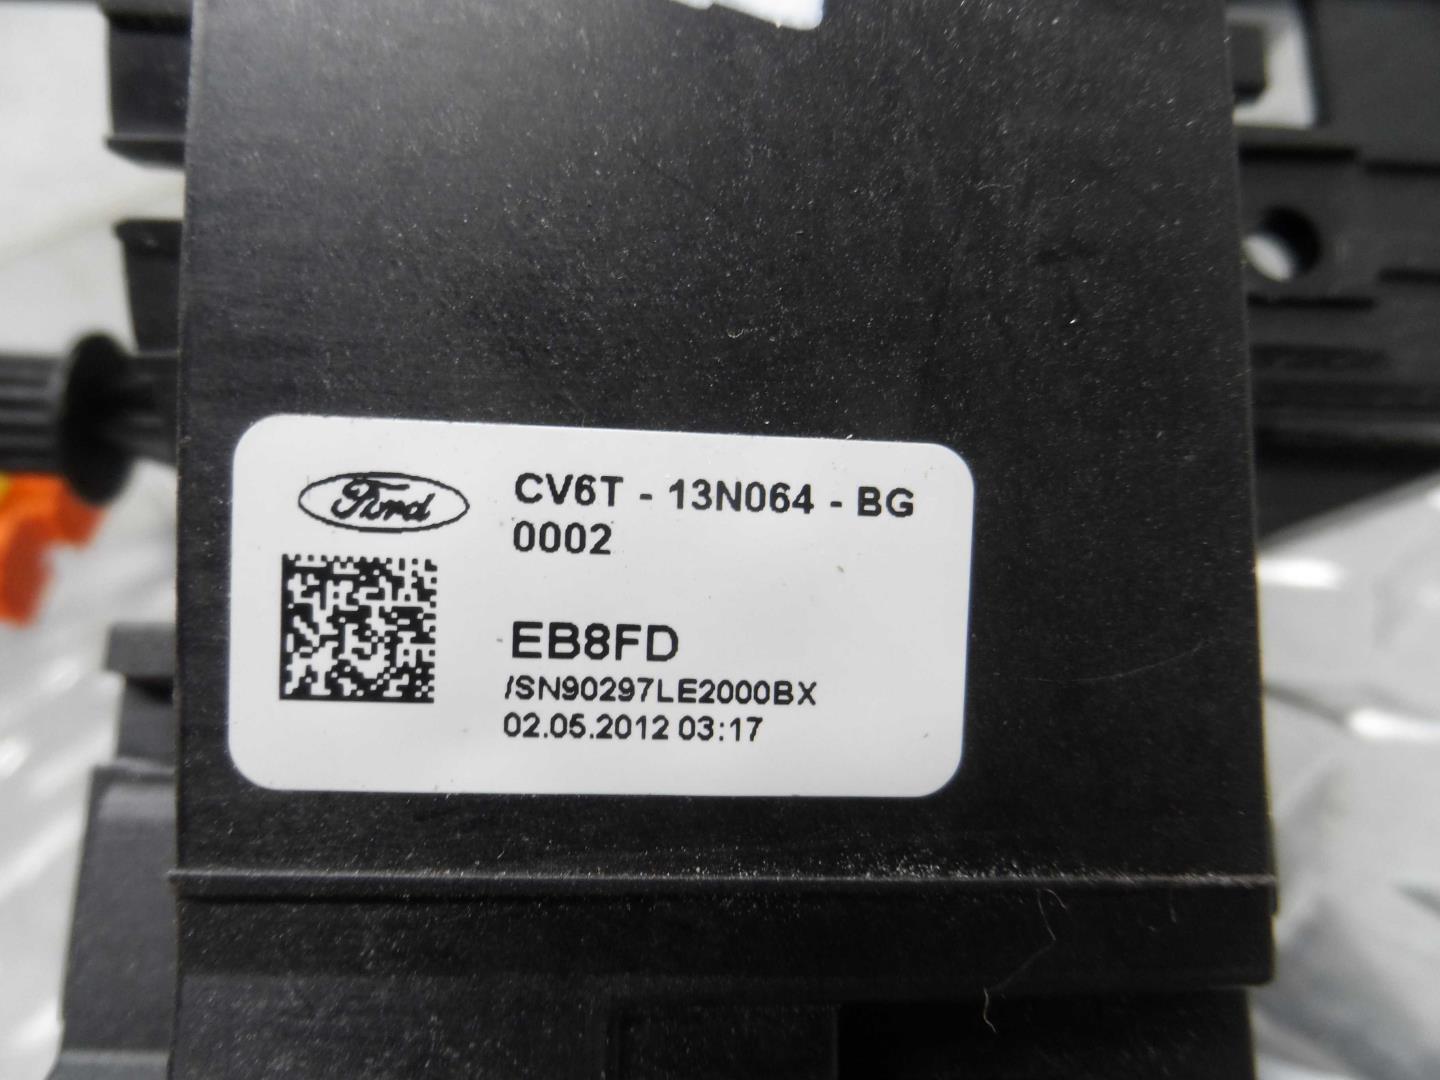 Ford
CV6T - 13N064 - BG
0002
EB8FD
/SN90297LE2000BX
02.05.2012 03:17